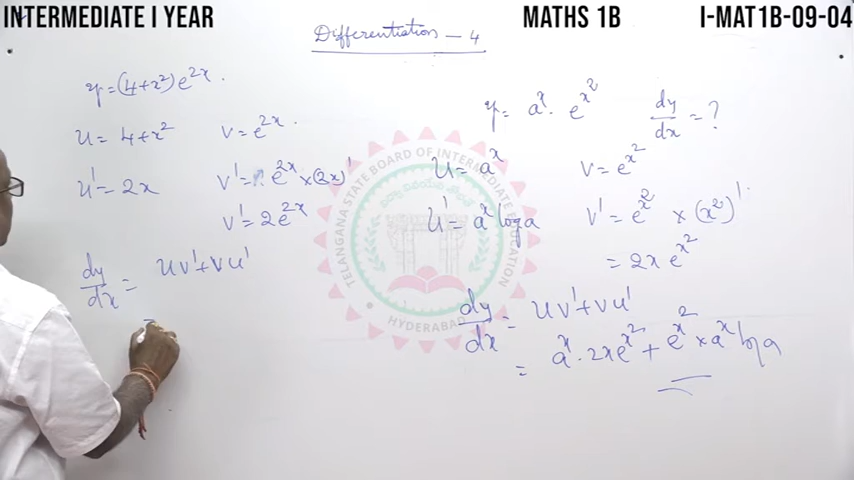 INTERMEDIATE I YEAR
MATHS 1B
I-MAT1B-09-04
Differentiation - 4
y = (4+x²) e^{2x}.
u = 4+x²  v = e^{2x}.
u' = 2x  v' = e^{2x} × (2x)'
v' = 2e^{2x}
dy/dx = uv' + vu'
=
y = a^x . e^{x²}  dy/dx = ?
u = a^x  v = e^{x²}
u' = a^x log a  v' = e^{x²} × (x²)'
= 2x e^{x²}
dy/dx = uv' + vu'
= a^x . 2x e^{x²} + e^{x²} × a^x log a
TELANGANA STATE BOARD OF INTERMEDIATE EDUCATION
HYDERABAD